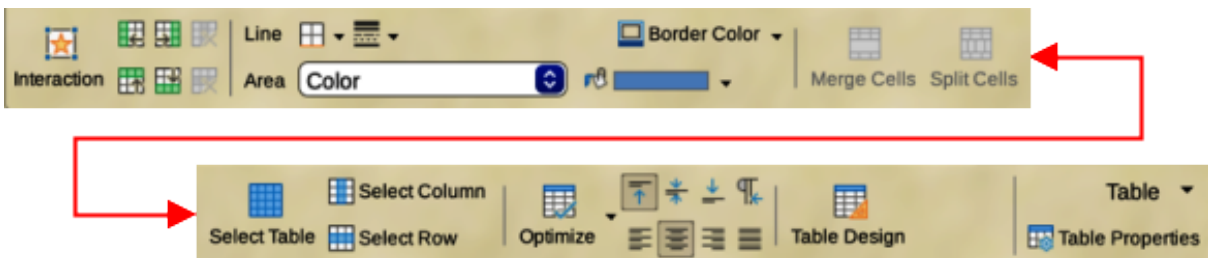 Interaction
Line
Border Color
Area
Color
Merge Cells
Split Cells
Select Table
Select Column
Select Row
Optimize
Table Design
Table
Table Properties